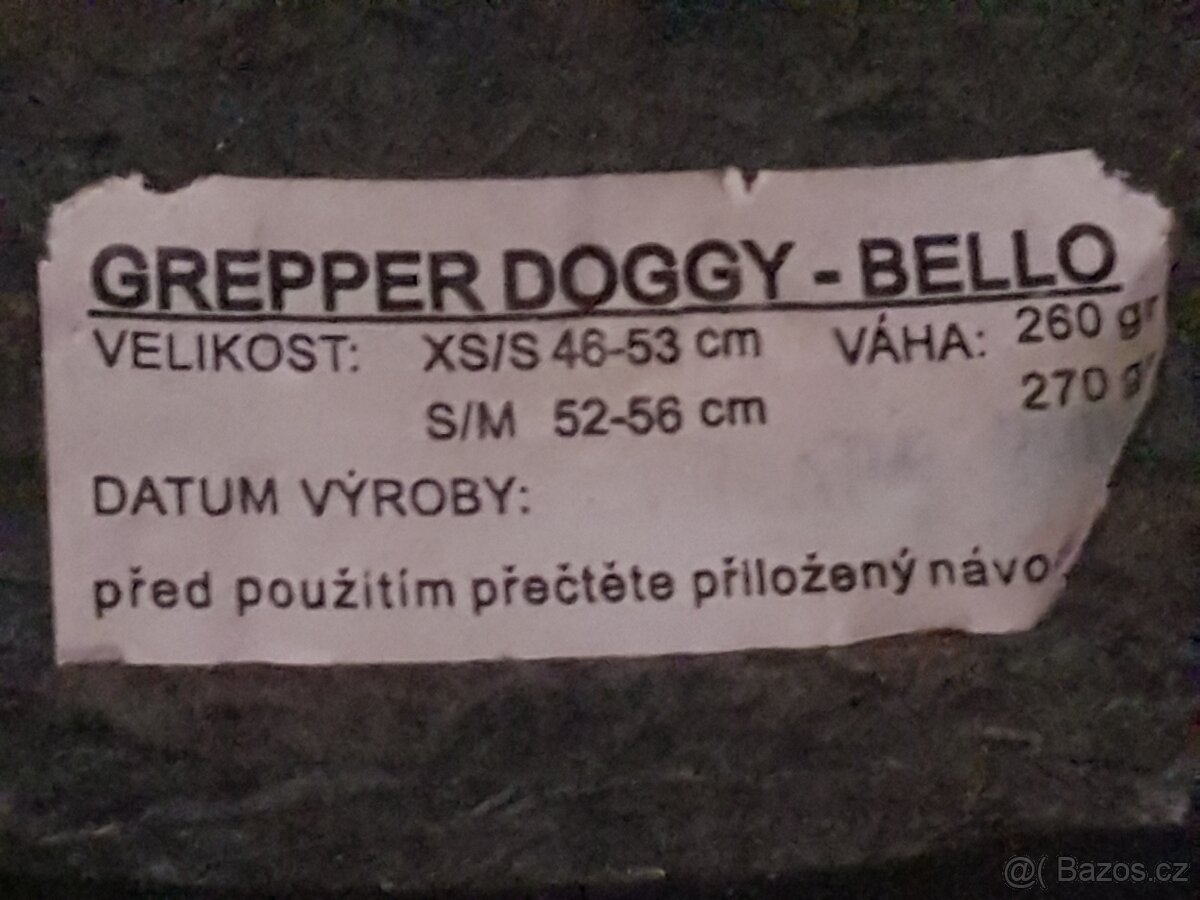 GREPPER DOGGY - BELLO
VELIKOST: XS/S 46-53 cm VÁHA: 260 gr
S/M 52-56 cm 270 gr
DATUM VÝROBY:
před použitím přečtěte přiložený návo
@( Bazos.cz